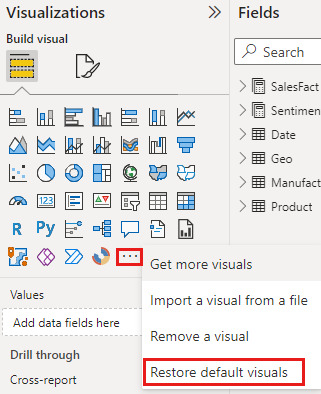 Visualizations
Fields
Build visual
Search
SalesFact
Sentimen
Date
Geo
Manufact
Product
123
R
Py
...
Get more visuals
Import a visual from a file
Remove a visual
Restore default visuals
Values
Add data fields here
Drill through
Cross-report